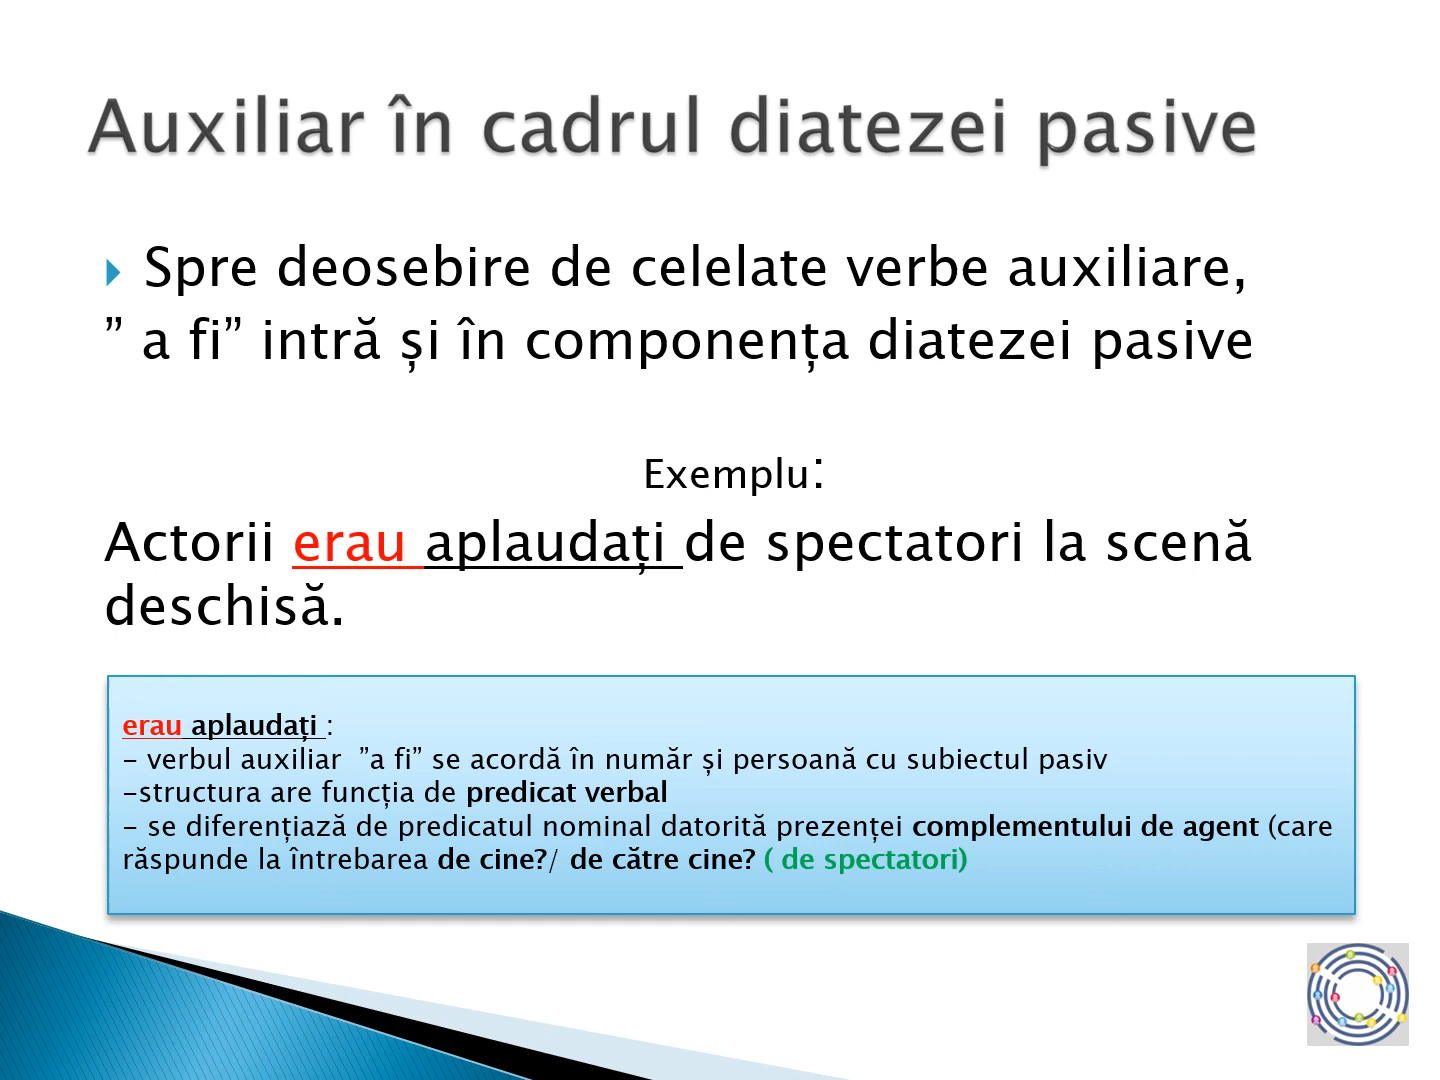 Auxiliar în cadrul diatezei pasive
Spre deosebire de celelate verbe auxiliare,
” a fi” intră și în componența diatezei pasive
Exemplu:
Actorii erau aplaudați de spectatori la scenă
deschisă.
erau aplaudați :
- verbul auxiliar ”a fi” se acordă în număr și persoană cu subiectul pasiv
-structura are funcția de predicat verbal
- se diferențiază de predicatul nominal datorită prezenței complementului de agent (care
răspunde la întrebarea de cine?/ de către cine? ( de spectatori)